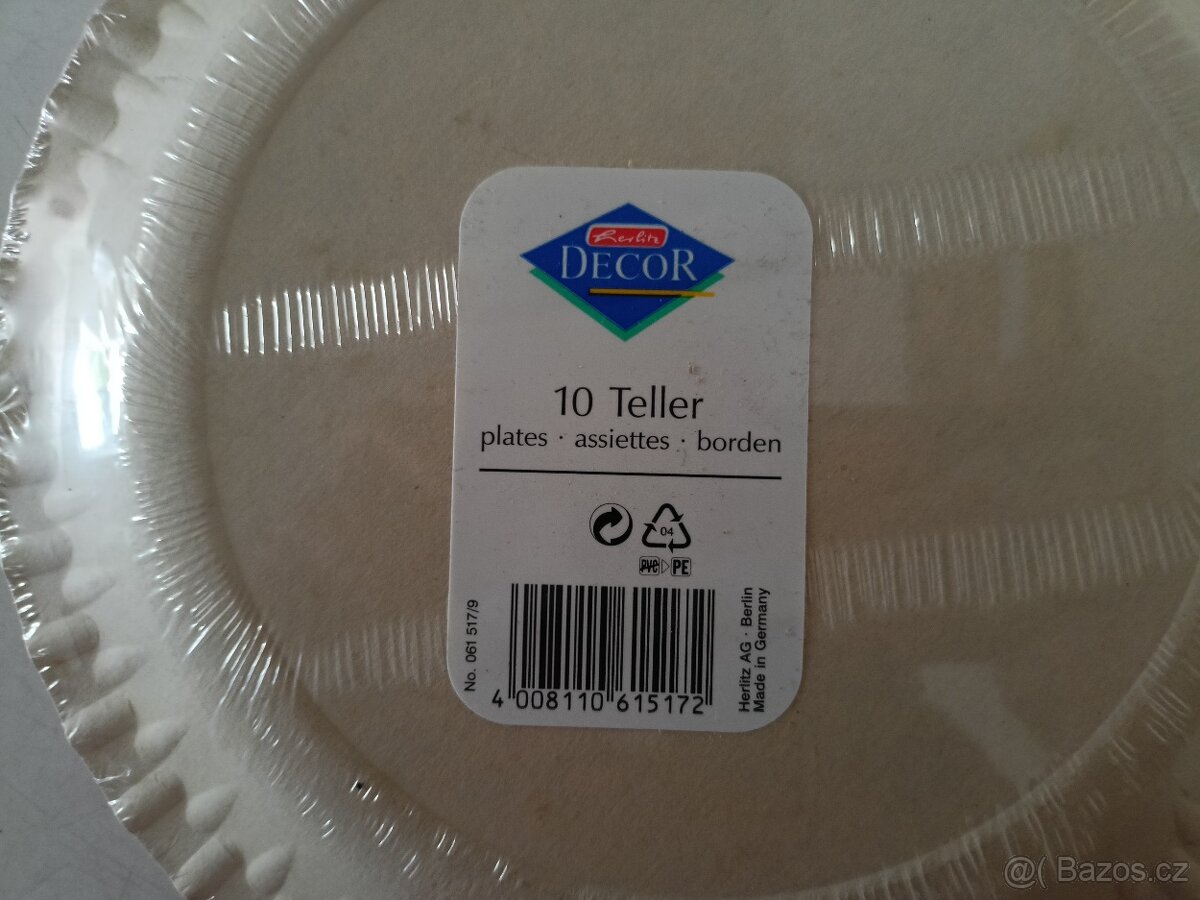 herlitz
DECOR
10 Teller
plates · assiettes · borden
04
PVC PE
No. 061 517/9
4 008110 615172
Herlitz AG · Berlin
Made in Germany
@( Bazos.cz